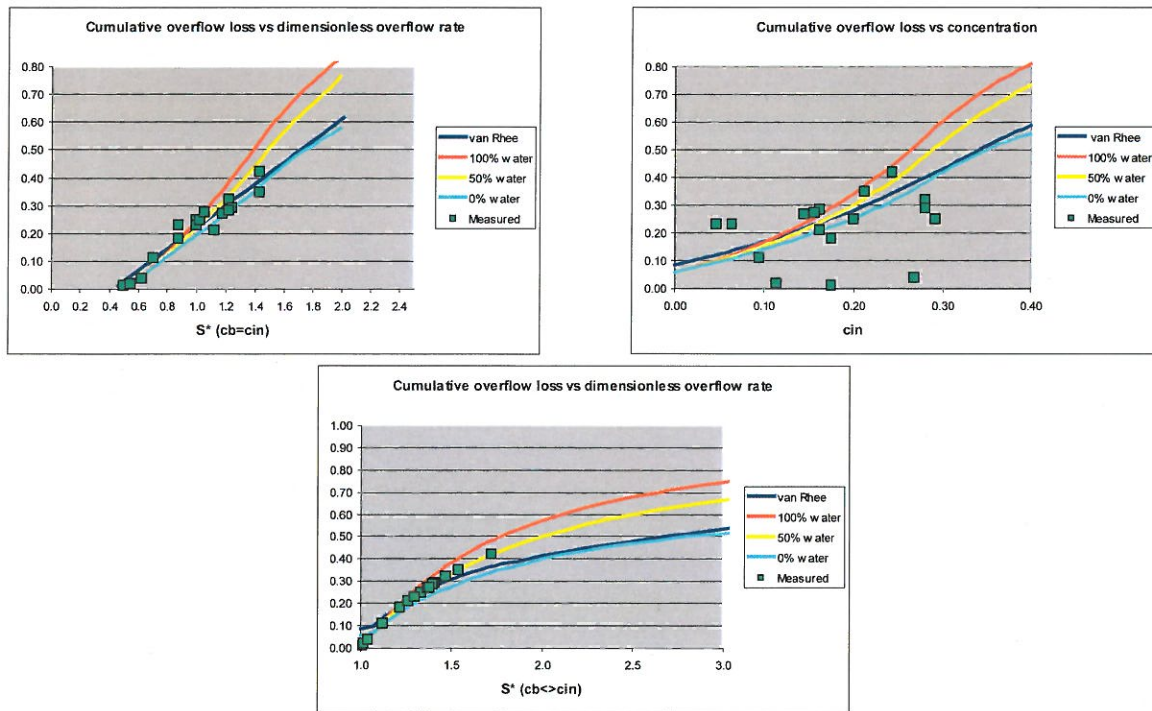 Cumulative overflow loss vs dimensionless overflow rate
0.80
0.70
0.60
0.50
0.40
0.30
0.20
0.10
0.00
0.0 0.2 0.4 0.6 0.8 1.0 1.2 1.4 1.6 1.8 2.0 2.2 2.4
S* (cb=cin)
van Rhee
100% water
50% water
0% water
Measured
Cumulative overflow loss vs concentration
0.80
0.70
0.60
0.50
0.40
0.30
0.20
0.10
0.00
0.00 0.10 0.20 0.30 0.40
cin
van Rhee
100% water
50% water
0% water
Measured
Cumulative overflow loss vs dimensionless overflow rate
1.00
0.90
0.80
0.70
0.60
0.50
0.40
0.30
0.20
0.10
0.00
1.0 1.5 2.0 2.5 3.0
S* (cb<>cin)
van Rhee
100% water
50% water
0% water
Measured